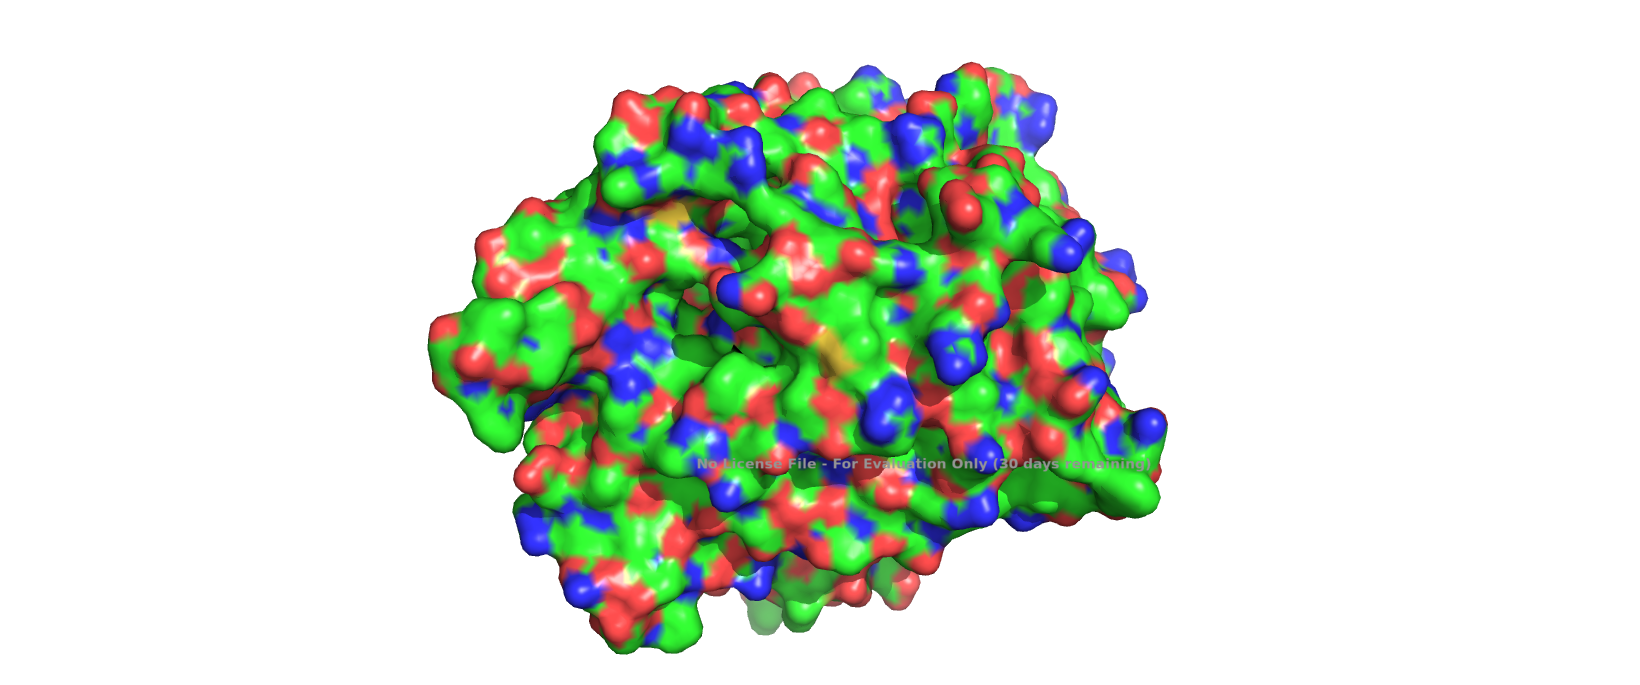 No License File - For Evaluation Only (30 days remaining)